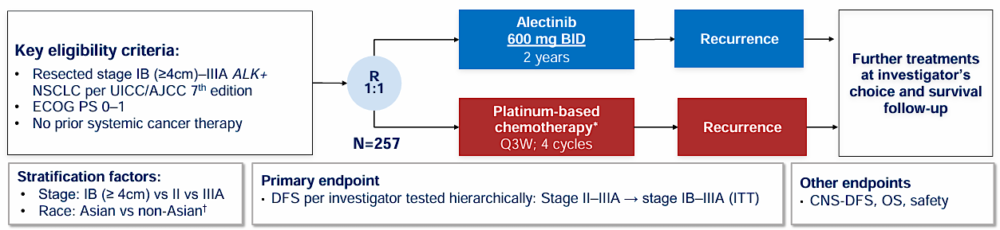 Key eligibility criteria:
• Resected stage IB (≥4cm)–IIIA ALK+
NSCLC per UICC/AJCC 7th edition
• ECOG PS 0–1
• No prior systemic cancer therapy
R
1:1
N=257
Alectinib
600 mg BID
2 years
Recurrence
Platinum-based
chemotherapy*
Q3W; 4 cycles
Recurrence
Further treatments
at investigator's
choice and survival
follow-up
Stratification factors:
• Stage: IB (≥ 4cm) vs II vs IIIA
• Race: Asian vs non-Asian†
Primary endpoint
• DFS per investigator tested hierarchically: Stage II–IIIA → stage IB–IIIA (ITT)
Other endpoints
• CNS-DFS, OS, safety